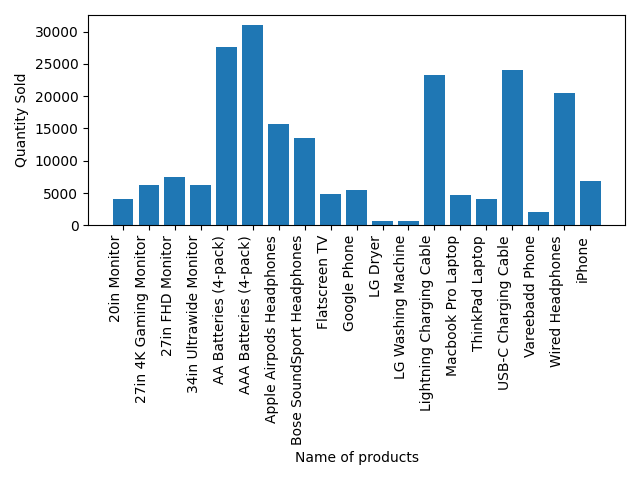 Quantity Sold
30000
25000
20000
15000
10000
5000
0
20in Monitor
27in 4K Gaming Monitor
27in FHD Monitor
34in Ultrawide Monitor
AA Batteries (4-pack)
AAA Batteries (4-pack)
Apple Airpods Headphones
Bose SoundSport Headphones
Flatscreen TV
Google Phone
LG Dryer
LG Washing Machine
Lightning Charging Cable
Macbook Pro Laptop
ThinkPad Laptop
USB-C Charging Cable
Vareebadd Phone
Wired Headphones
iPhone
Name of products